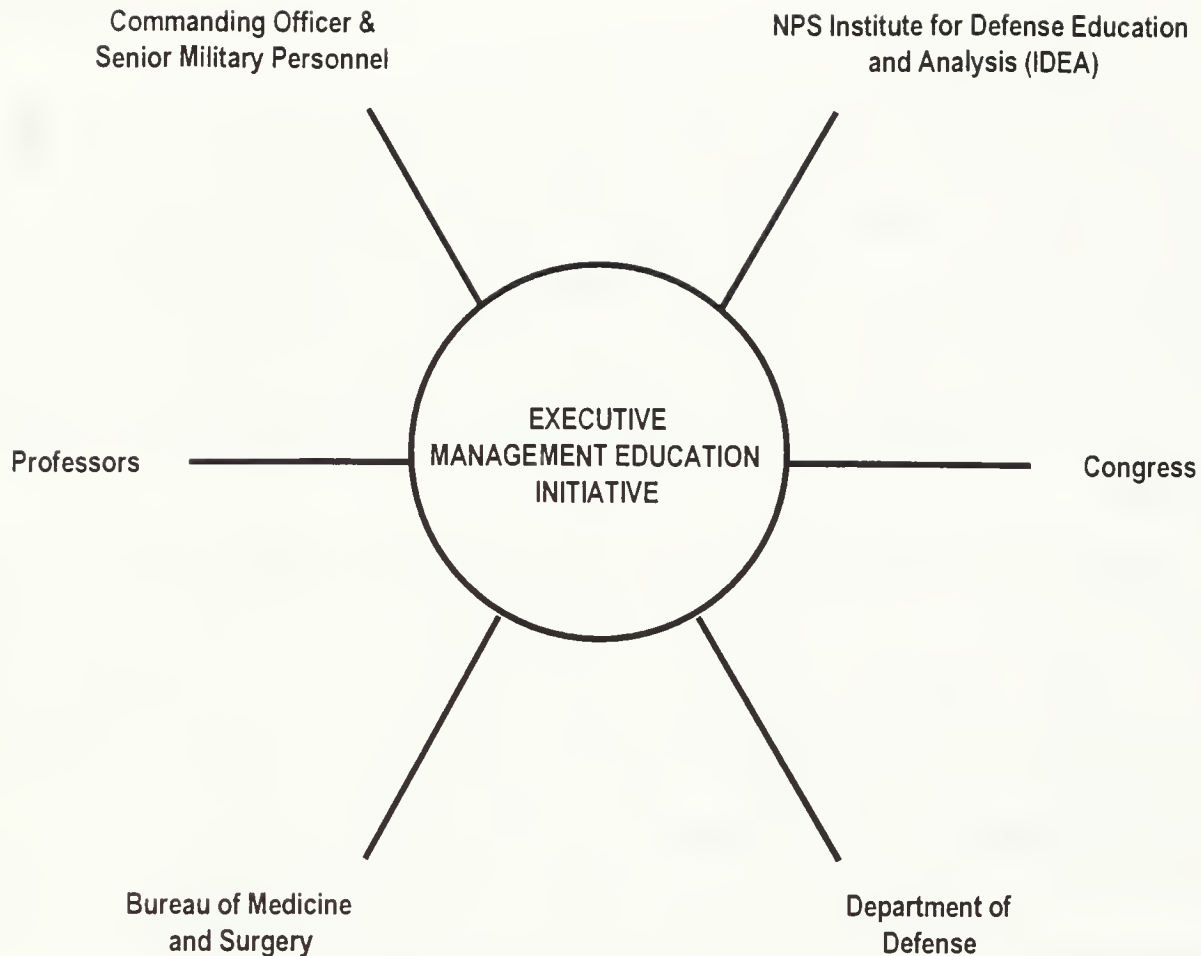 Commanding Officer &
Senior Military Personnel
NPS Institute for Defense Education
and Analysis (IDEA)
EXECUTIVE
MANAGEMENT EDUCATION
INITIATIVE
Professors
Congress
Bureau of Medicine
and Surgery
Department of
Defense